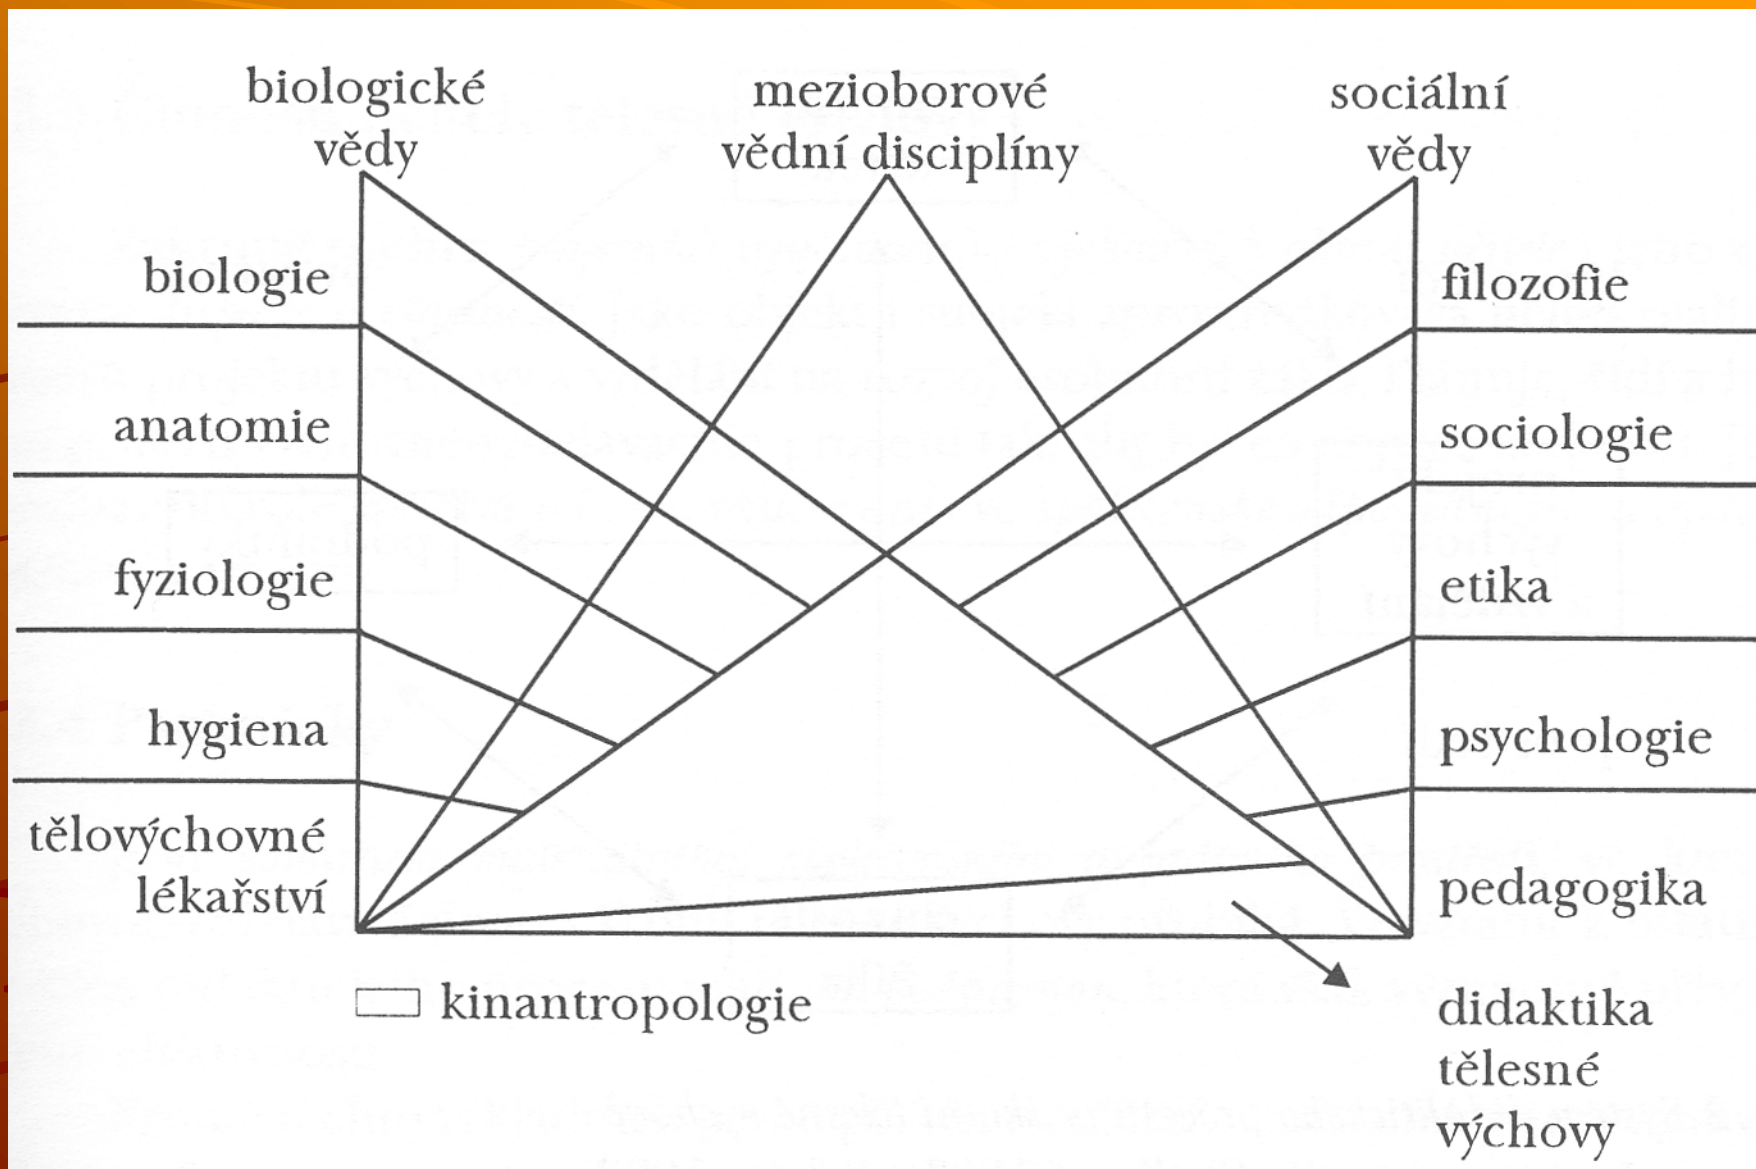 biologické
vědy
mezioborové
vědní disciplíny
sociální
vědy
biologie
anatomie
fyziologie
hygiena
tělovýchovné
lékařství
filozofie
sociologie
etika
psychologie
pedagogika
kinantropologie
didaktika
tělesné
výchovy